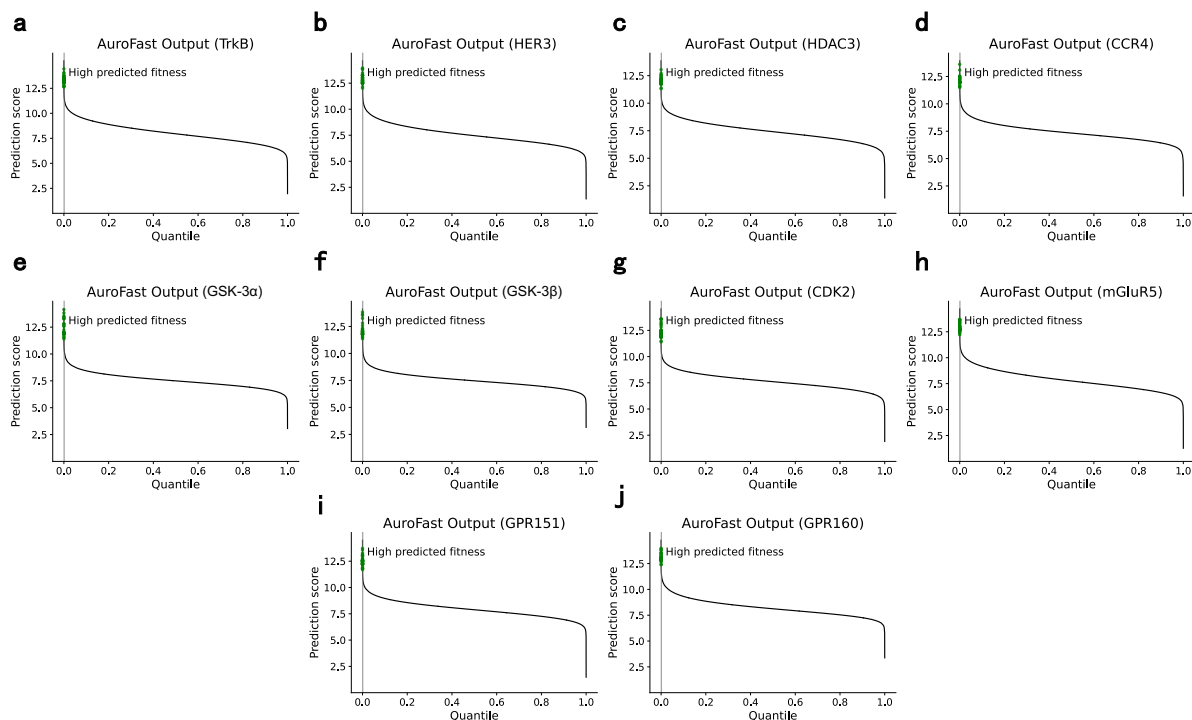 a
AuroFast Output (TrkB)
High predicted fitness
Prediction score
12.5
10.0
7.5
5.0
2.5
0.0 0.2 0.4 0.6 0.8 1.0
Quantile
b
AuroFast Output (HER3)
High predicted fitness
Prediction score
12.5
10.0
7.5
5.0
2.5
0.0 0.2 0.4 0.6 0.8 1.0
Quantile
c
AuroFast Output (HDAC3)
High predicted fitness
Prediction score
12.5
10.0
7.5
5.0
2.5
0.0 0.2 0.4 0.6 0.8 1.0
Quantile
d
AuroFast Output (CCR4)
High predicted fitness
Prediction score
12.5
10.0
7.5
5.0
2.5
0.0 0.2 0.4 0.6 0.8 1.0
Quantile
e
AuroFast Output (GSK-3α)
High predicted fitness
Prediction score
12.5
10.0
7.5
5.0
2.5
0.0 0.2 0.4 0.6 0.8 1.0
Quantile
f
AuroFast Output (GSK-3β)
High predicted fitness
Prediction score
12.5
10.0
7.5
5.0
2.5
0.0 0.2 0.4 0.6 0.8 1.0
Quantile
g
AuroFast Output (CDK2)
High predicted fitness
Prediction score
12.5
10.0
7.5
5.0
2.5
0.0 0.2 0.4 0.6 0.8 1.0
Quantile
h
AuroFast Output (mGluR5)
High predicted fitness
Prediction score
12.5
10.0
7.5
5.0
2.5
0.0 0.2 0.4 0.6 0.8 1.0
Quantile
i
AuroFast Output (GPR151)
High predicted fitness
Prediction score
12.5
10.0
7.5
5.0
2.5
0.0 0.2 0.4 0.6 0.8 1.0
Quantile
j
AuroFast Output (GPR160)
High predicted fitness
Prediction score
12.5
10.0
7.5
5.0
2.5
0.0 0.2 0.4 0.6 0.8 1.0
Quantile